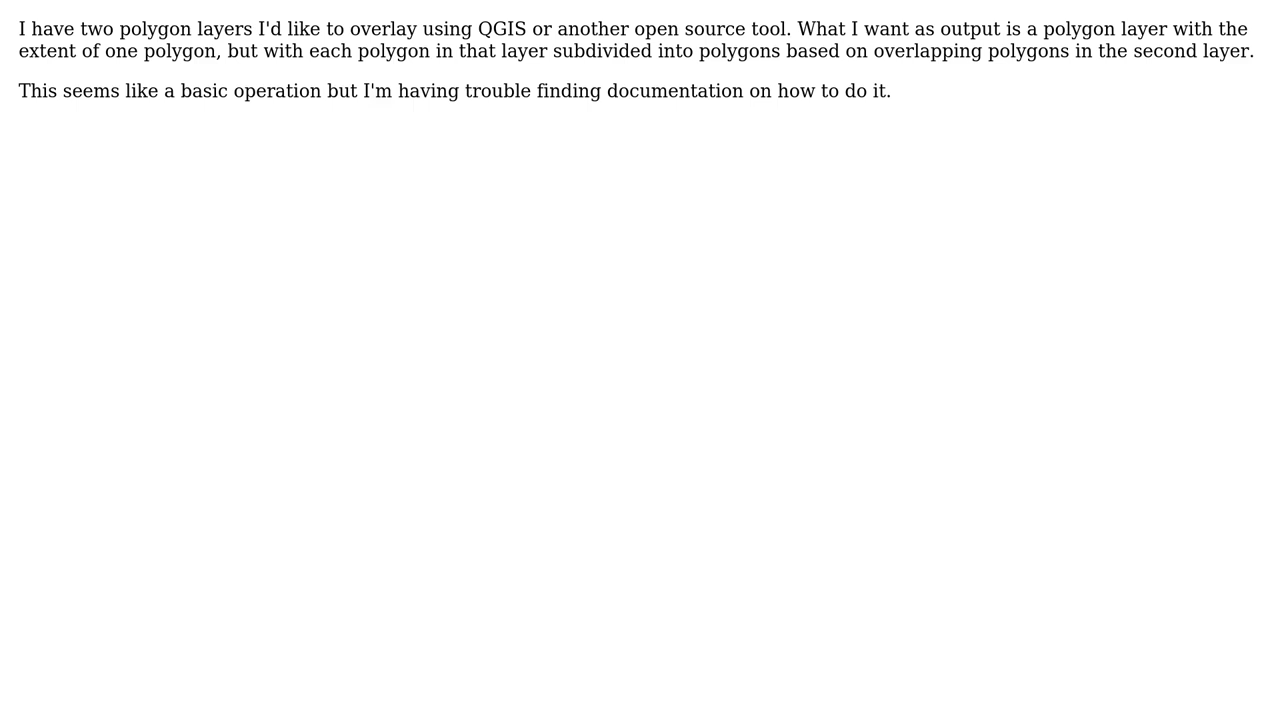 I have two polygon layers I'd like to overlay using QGIS or another open source tool. What I want as output is a polygon layer with the
extent of one polygon, but with each polygon in that layer subdivided into polygons based on overlapping polygons in the second layer.
This seems like a basic operation but I'm having trouble finding documentation on how to do it.